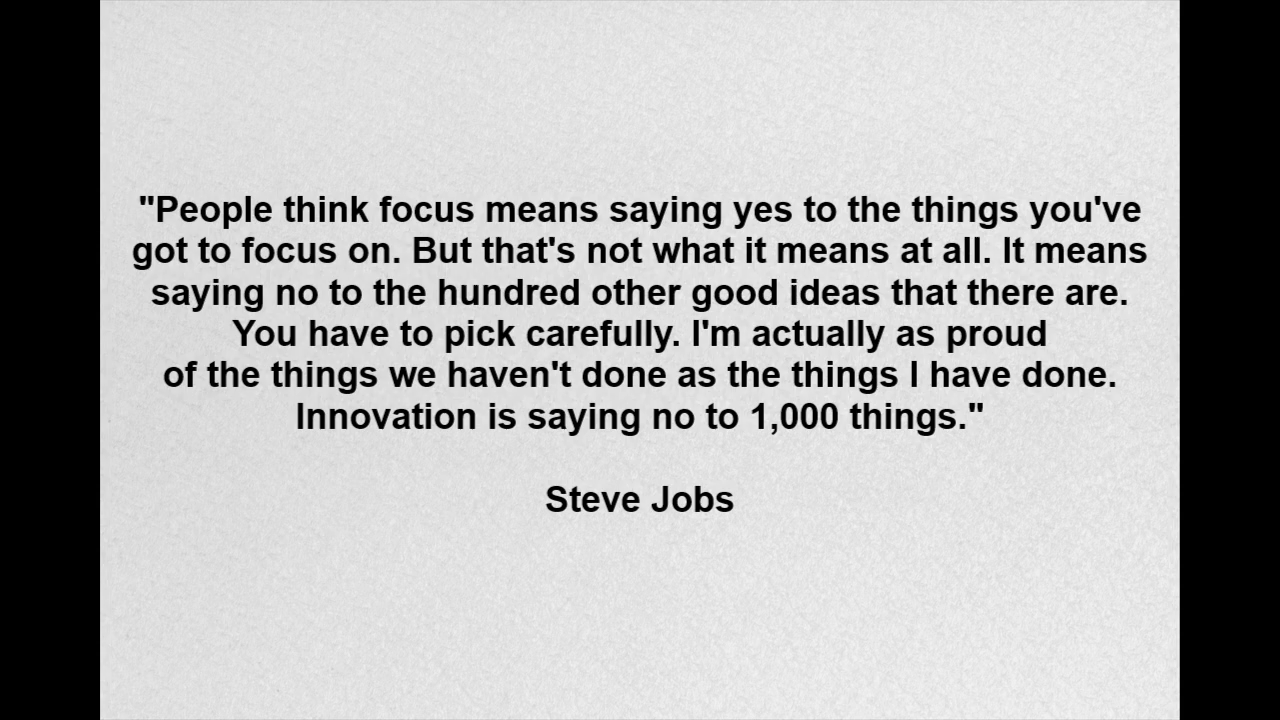 "People think focus means saying yes to the things you've
got to focus on. But that's not what it means at all. It means
saying no to the hundred other good ideas that there are.
You have to pick carefully. I'm actually as proud
of the things we haven't done as the things I have done.
Innovation is saying no to 1,000 things."
Steve Jobs